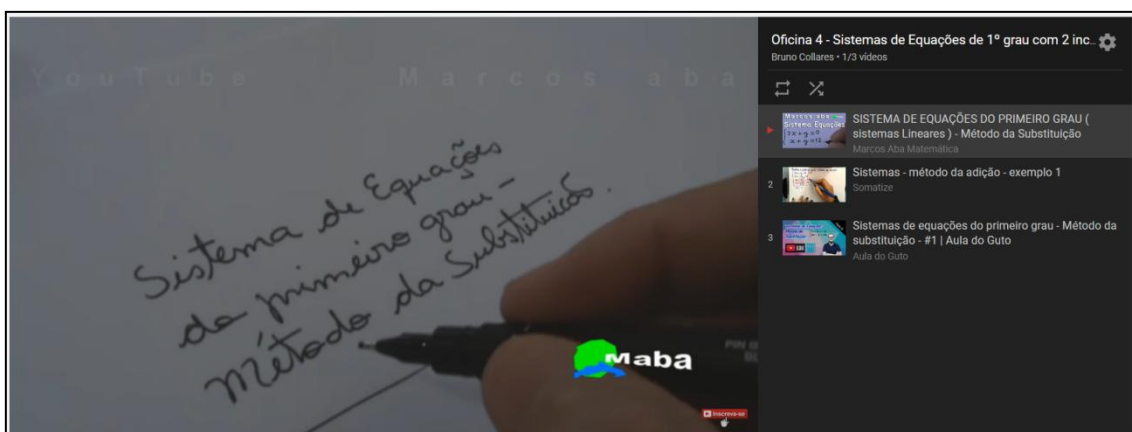 YouTube Marcos aba
Sistema de Equações
do primeiro grau -
Método da Substituição.
maba
Inscreva-se
Oficina 4 - Sistemas de Equações de 1º grau com 2 inc...
Bruno Collares • 1/3 vídeos
SISTEMA DE EQUAÇÕES DO PRIMEIRO GRAU (
sistemas Lineares ) - Método da Substituição
Marcos Aba Matemática
2
Sistemas - método da adição - exemplo 1
Somatize
3
Sistemas de equações do primeiro grau - Método da
substituição - #1 | Aula do Guto
Aula do Guto